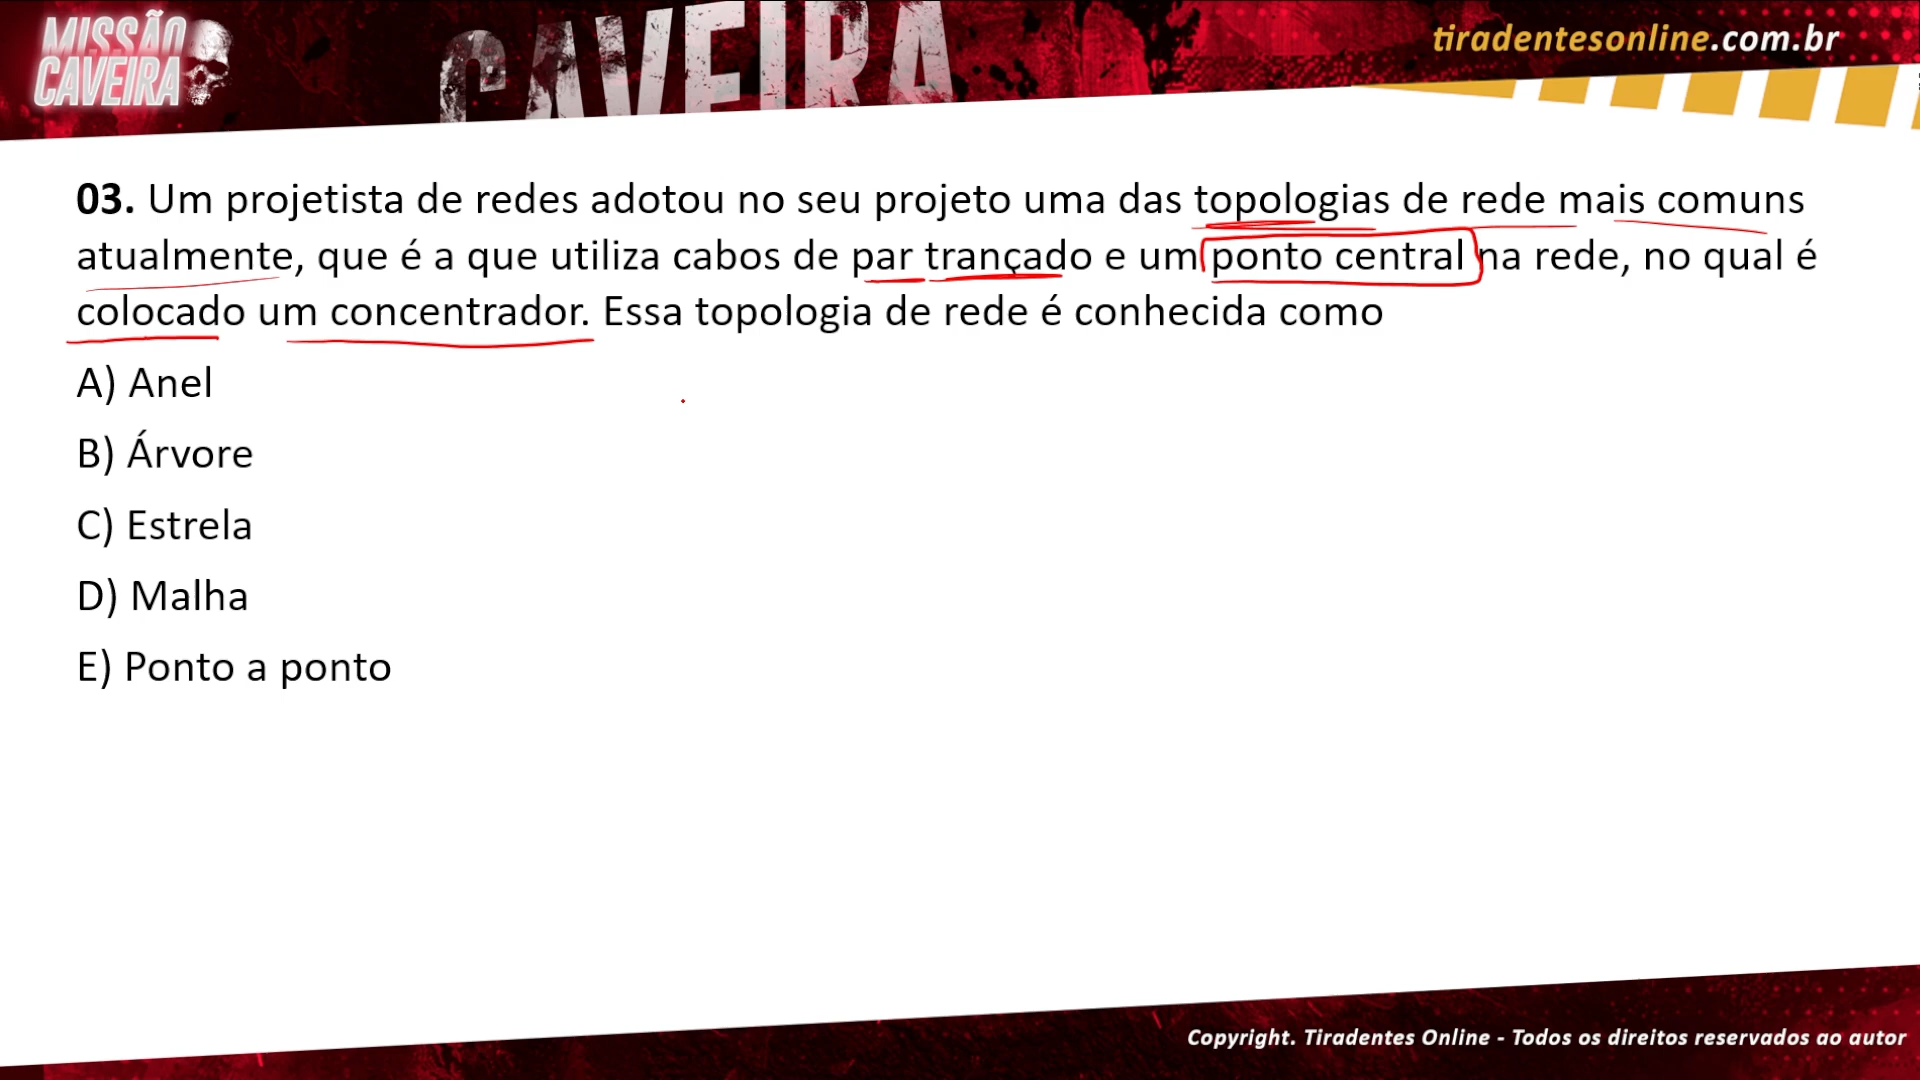 MISSÃO
CAVEIRA
CAVEIRA
tiradentesonline.com.br
03. Um projetista de redes adotou no seu projeto uma das topologias de rede mais comuns
atualmente, que é a que utiliza cabos de par trançado e um ponto central na rede, no qual é
colocado um concentrador. Essa topologia de rede é conhecida como
A) Anel
B) Árvore
C) Estrela
D) Malha
E) Ponto a ponto
Copyright. Tiradentes Online - Todos os direitos reservados ao autor